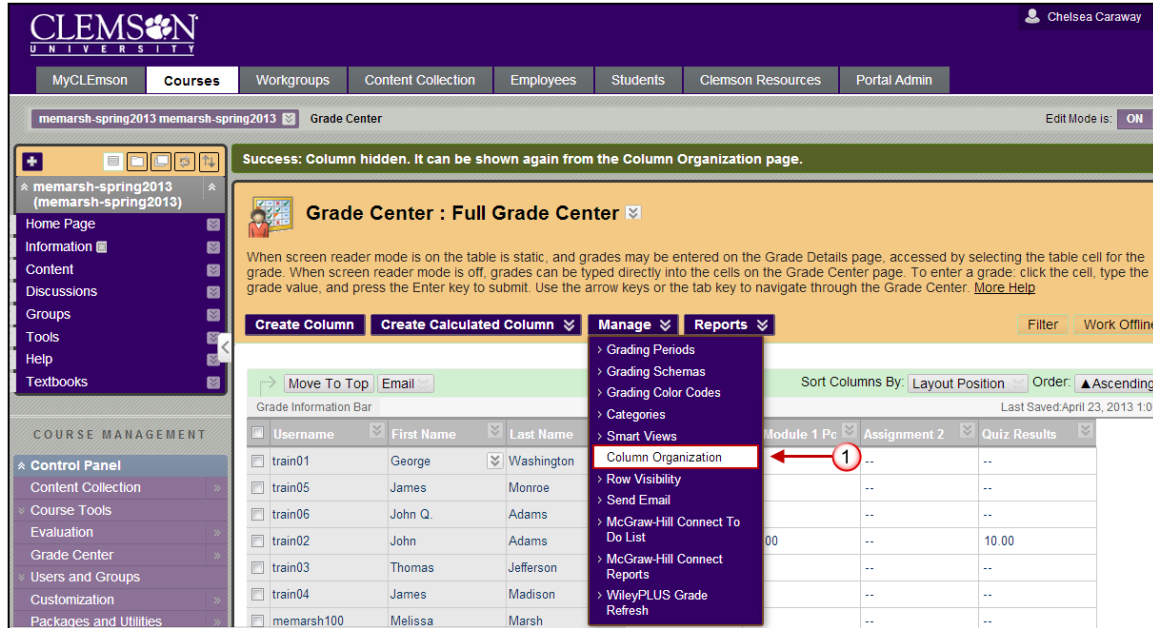 CLEMSON
UNIVERSITY
Chelsea Caraway
MyCLEmson Courses Workgroups Content Collection Employees Students Clemson Resources Portal Admin
memarsh-spring2013 memarsh-spring2013 Grade Center Edit Mode is: ON
Success: Column hidden. It can be shown again from the Column Organization page.
memarsh-spring2013
(memarsh-spring2013)
Home Page
Information
Content
Discussions
Groups
Tools
Help
Textbooks
COURSE MANAGEMENT
Control Panel
Content Collection
Course Tools
Evaluation
Grade Center
Users and Groups
Customization
Packages and Utilities
Grade Center : Full Grade Center
When screen reader mode is on the table is static, and grades may be entered on the Grade Details page, accessed by selecting the table cell for the
grade. When screen reader mode is off, grades can be typed directly into the cells on the Grade Center page. To enter a grade: click the cell, type the
grade value, and press the Enter key to submit. Use the arrow keys or the tab key to navigate through the Grade Center. More Help
Create Column Create Calculated Column Manage Reports Filter Work Offline
Grading Periods
Grading Schemas
Grading Color Codes
Categories
Smart Views
Column Organization
Row Visibility
Send Email
McGraw-Hill Connect To
Do List
McGraw-Hill Connect
Reports
WileyPLUS Grade
Refresh
1
Move To Top Email Sort Columns By: Layout Position Order: ▲Ascending
Grade Information Bar Last Saved:April 23, 2013 1:0
Username First Name Last Name Module 1 Pc Assignment 2 Quiz Results
train01 George Washington -- --
train05 James Monroe -- --
train06 John Q. Adams -- --
train02 John Adams 00 -- 10.00
train03 Thomas Jefferson -- --
train04 James Madison -- --
memarsh100 Melissa Marsh -- --